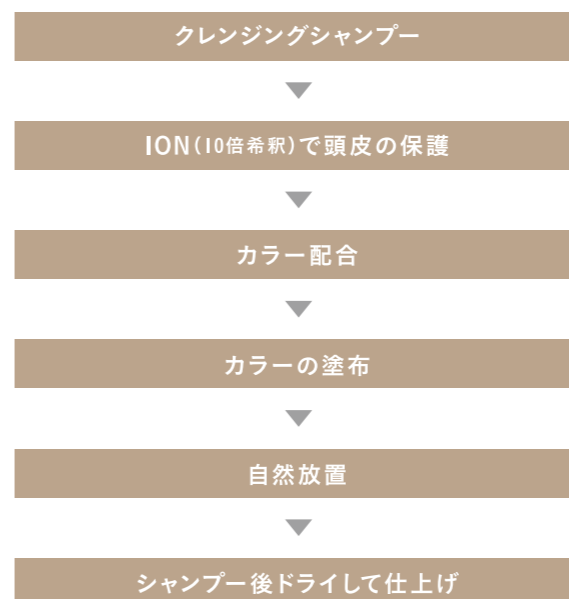 クレンジングシャンプー
ION(10倍希釈)で頭皮の保護
カラー配合
カラーの塗布
自然放置
シャンプー後ドライして仕上げ